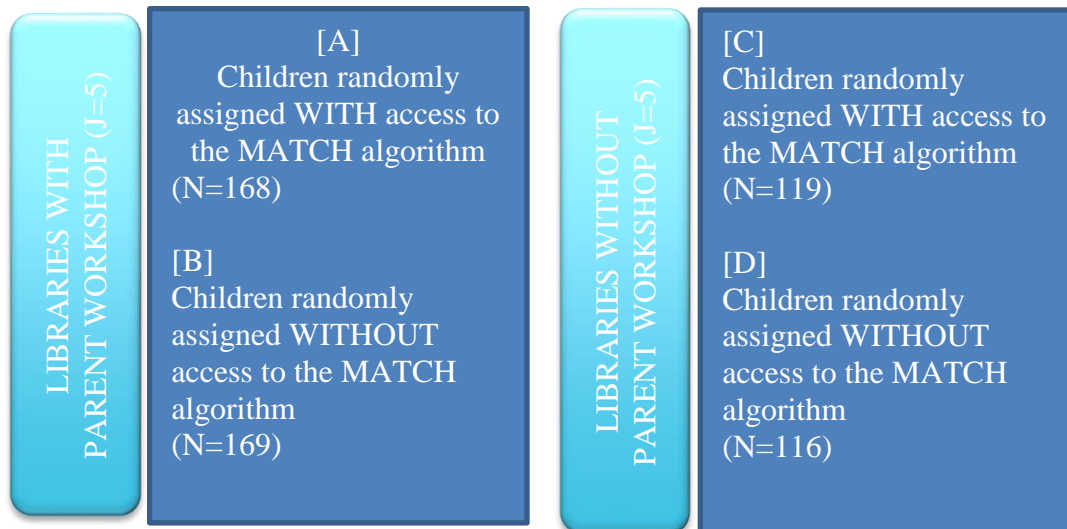 LIBRARIES WITH
PARENT WORKSHOP (J=5)
[A]
Children randomly
assigned WITH access to
the MATCH algorithm
(N=168)
[B]
Children randomly
assigned WITHOUT
access to the MATCH
algorithm
(N=169)
LIBRARIES WITHOUT
PARENT WORKSHOP (J=5)
[C]
Children randomly
assigned WITH access to
the MATCH algorithm
(N=119)
[D]
Children randomly
assigned WITHOUT
access to the MATCH
algorithm
(N=116)